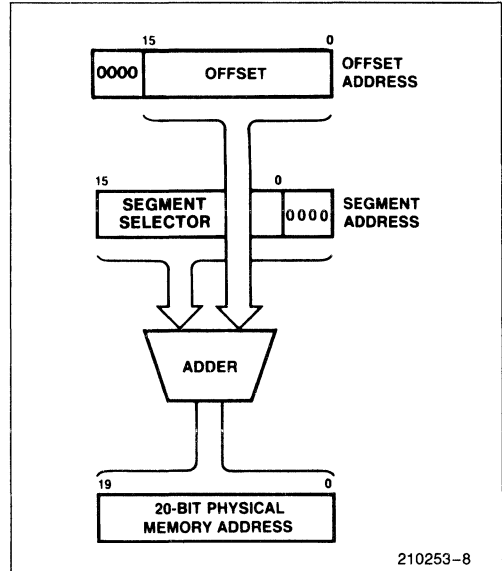 15 0
0000 OFFSET OFFSET
ADDRESS
15 0
SEGMENT
SELECTOR
0000 SEGMENT
ADDRESS
ADDER
19 0
20-BIT PHYSICAL
MEMORY ADDRESS
210253-8